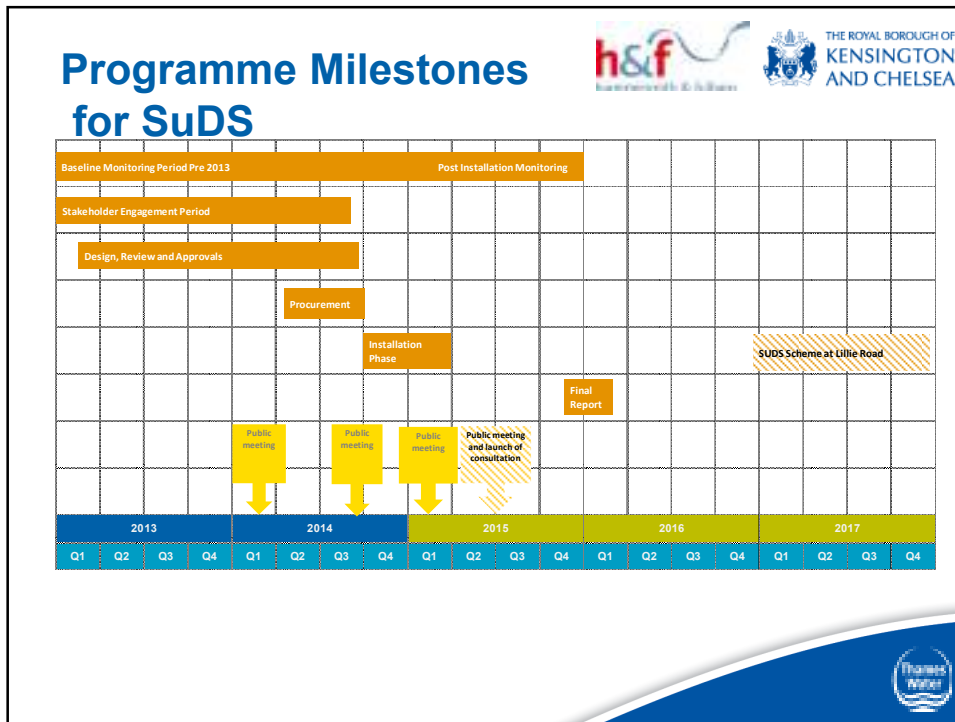 Programme Milestones
for SuDS
h&f
hammersmith & fulham
THE ROYAL BOROUGH OF
KENSINGTON
AND CHELSEA
Baseline Monitoring Period Pre 2013
Post Installation Monitoring
Stakeholder Engagement Period
Design, Review and Approvals
Procurement
Installation
Phase
SUDS Scheme at Lillie Road
Final
Report
Public
meeting
Public
meeting
Public
meeting
Public meeting
and launch of
consultation
2013 2014 2015 2016 2017
Q1 Q2 Q3 Q4 Q1 Q2 Q3 Q4 Q1 Q2 Q3 Q4 Q1 Q2 Q3 Q4 Q1 Q2 Q3 Q4
Thames
Water